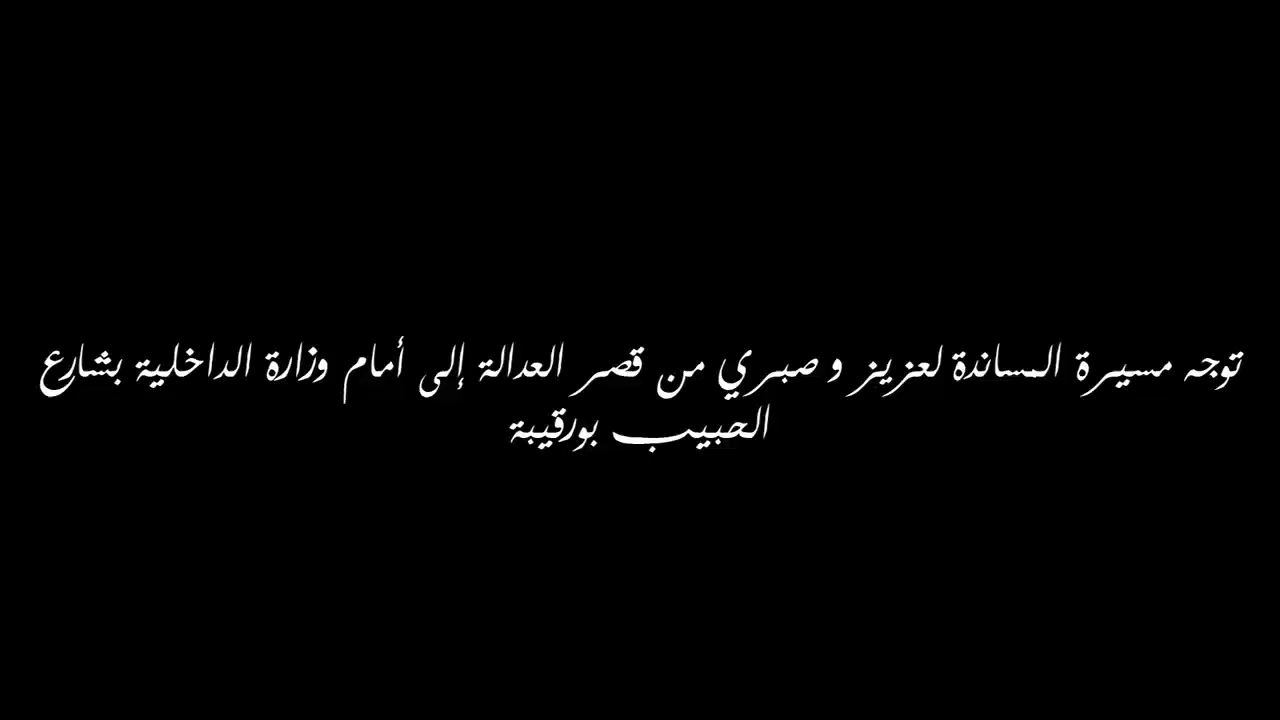 توجه مسيرة المساندة لعزيز و صبري من قصر العدالة إلى أمام وزارة الداخلية بشارع
الحبيب بورقيبة